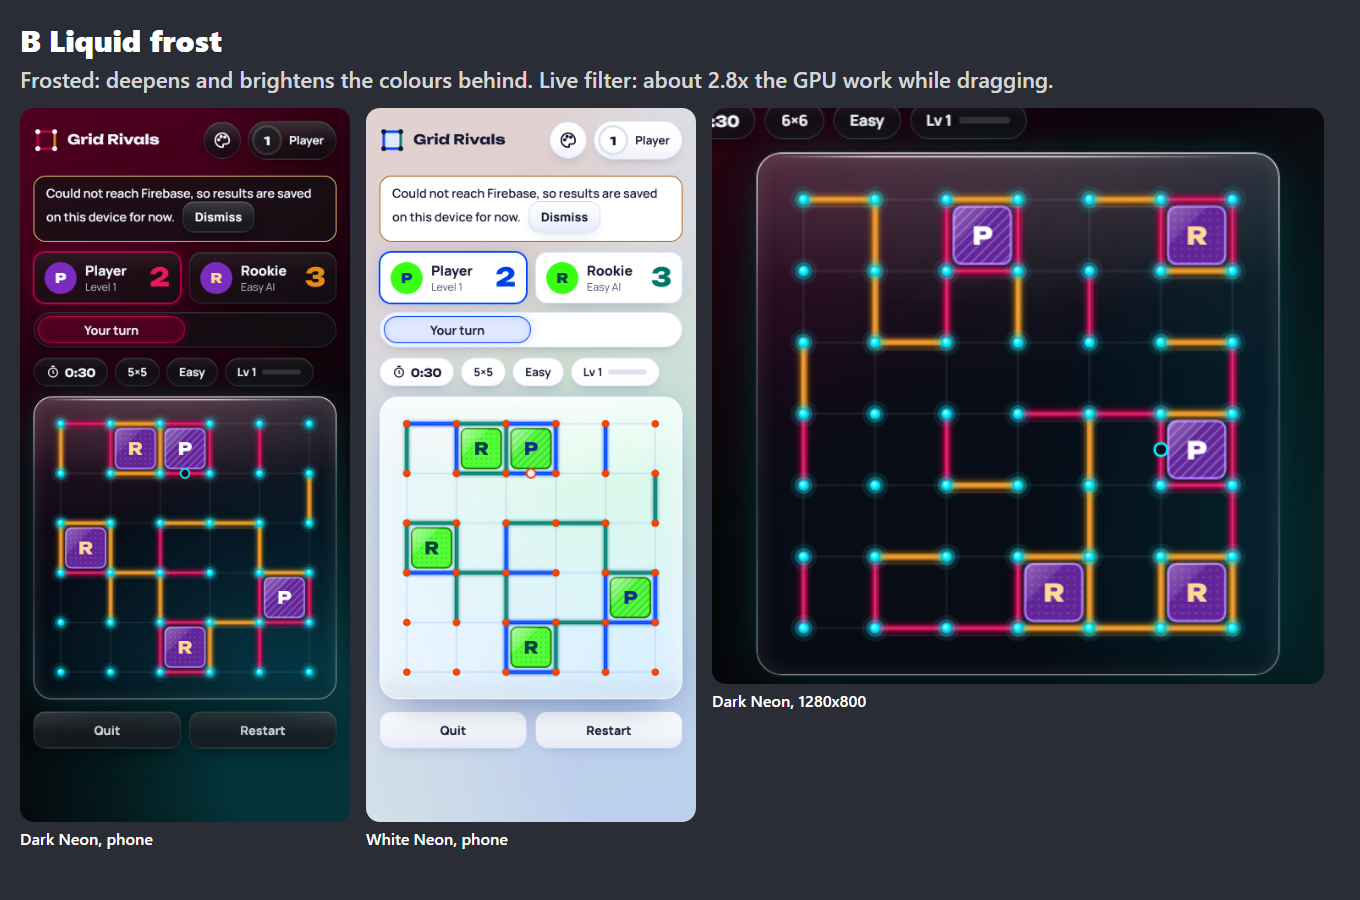 B Liquid frost
Frosted: deepens and brightens the colours behind. Live filter: about 2.8x the GPU work while dragging.
Grid Rivals
1 Player
Could not reach Firebase, so results are saved
on this device for now. Dismiss
P Player Level 1 2
R Rookie Easy AI 3
Your turn
0:30 5×5 Easy Lv 1
R P
R
P
R
Quit Restart
Dark Neon, phone
Grid Rivals
1 Player
Could not reach Firebase, so results are saved
on this device for now. Dismiss
P Player Level 1 2
R Rookie Easy AI 3
Your turn
0:30 5×5 Easy Lv 1
R P
R
P
R
Quit Restart
White Neon, phone
:30 6×6 Easy Lv 1
P R
P
R R
Dark Neon, 1280x800